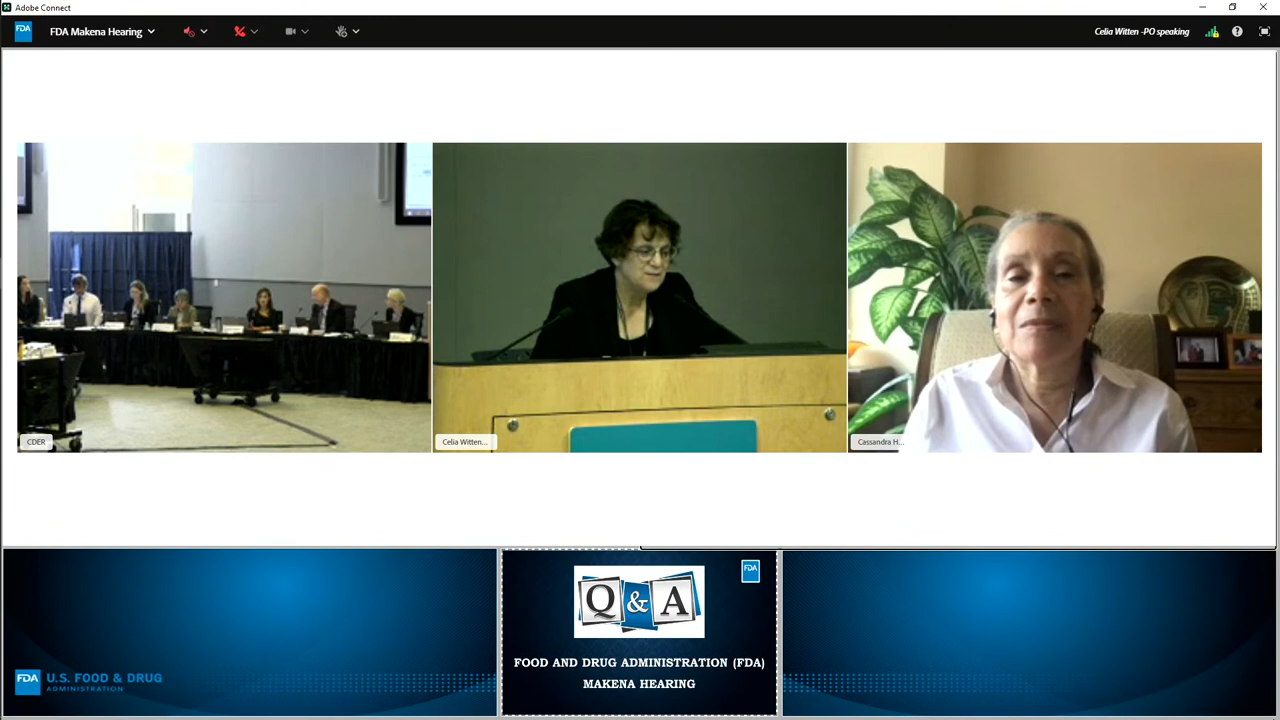 Adobe Connect
FDA
FDA Makena Hearing
Celia Witten -PO speaking
CDER
Celia Witten...
Cassandra H...
FDA
Q & A
FOOD AND DRUG ADMINISTRATION (FDA)
MAKENA HEARING
FDA U.S. FOOD & DRUG
ADMINISTRATION